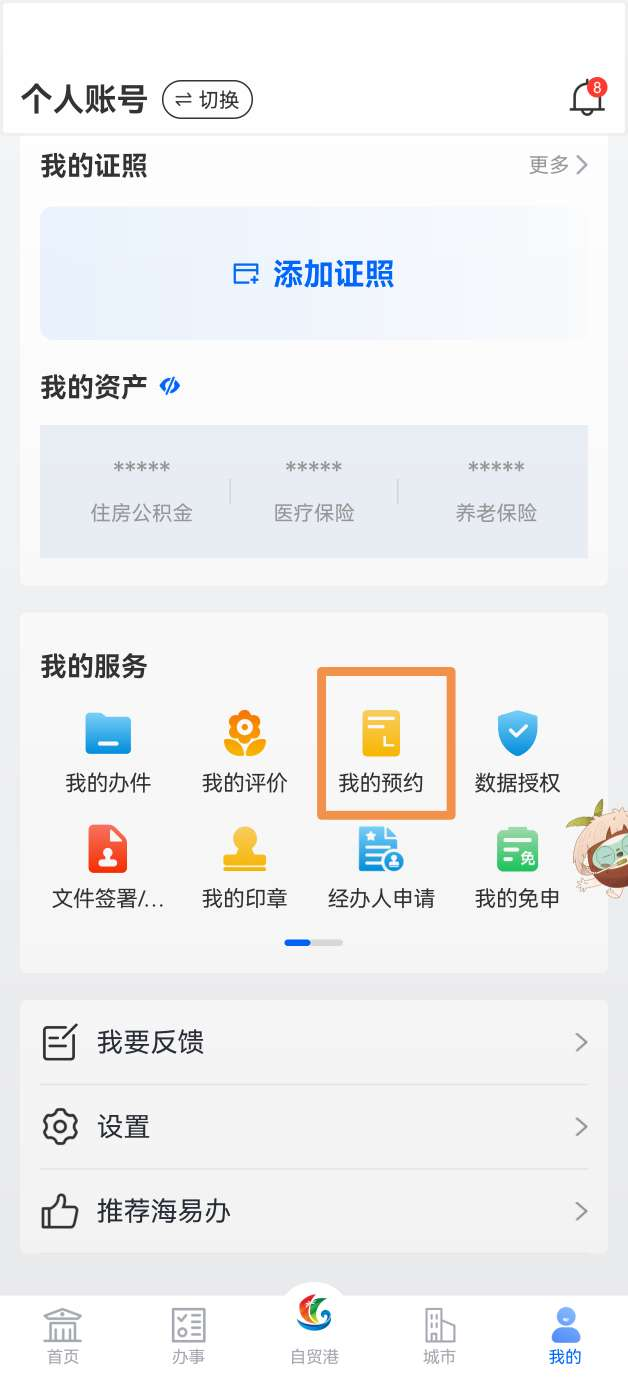 个人账号
切换
8
我的证照
更多
添加证照
我的资产
***** ***** *****
住房公积金 医疗保险 养老保险
我的服务
我的办件 我的评价 我的预约 数据授权
免
文件签署/... 我的印章 经办人申请 我的免申
我要反馈
设置
推荐海易办
首页 办事 自贸港 城市 我的